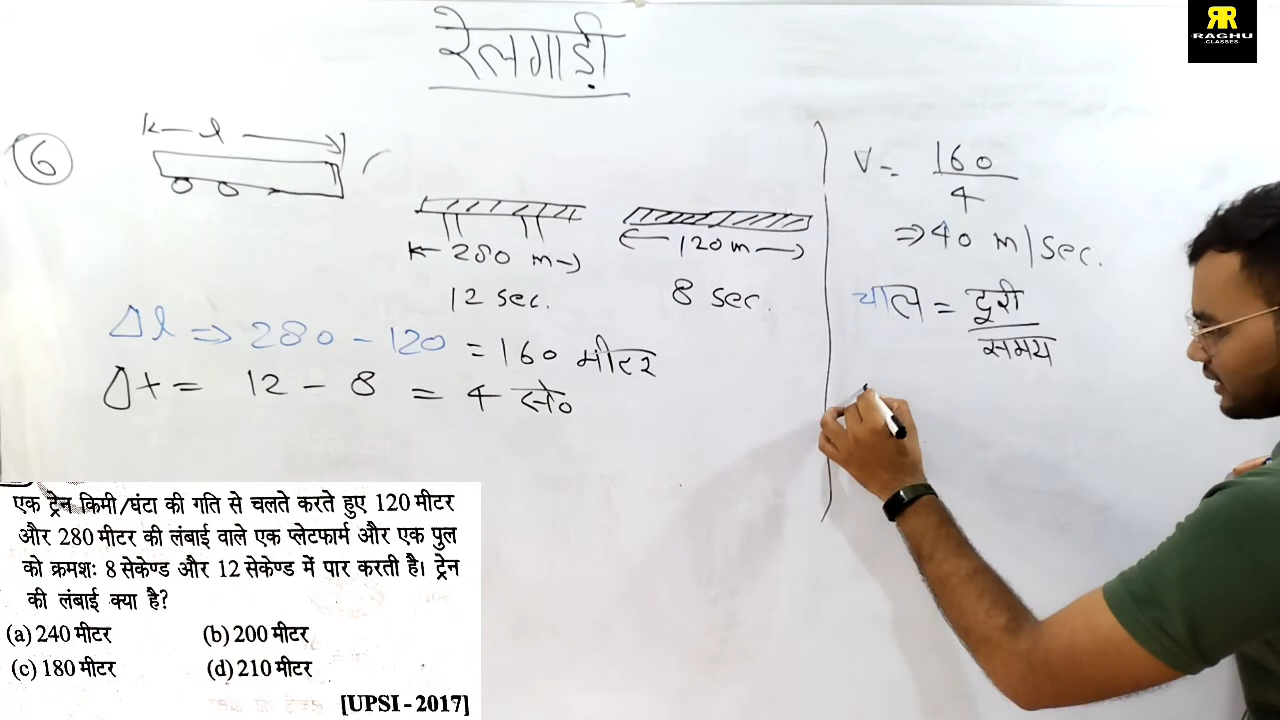 RR
RAGHU
CLASSES
रेलगाड़ी
6
l
280 m
12 sec.
120 m
8 sec.
Δl ⇒ 280 - 120 = 160 मीटर
Δt = 12 - 8 = 4 से०
V = 160/4
⇒ 40 m/sec.
चाल = दूरी/समय
एक ट्रेन किमी/घंटा की गति से चलते करते हुए 120 मीटर
और 280 मीटर की लंबाई वाले एक प्लेटफार्म और एक पुल
को क्रमशः 8 सेकेण्ड और 12 सेकेण्ड में पार करती है। ट्रेन
की लंबाई क्या है?
(a) 240 मीटर (b) 200 मीटर
(c) 180 मीटर (d) 210 मीटर
[UPSI - 2017]